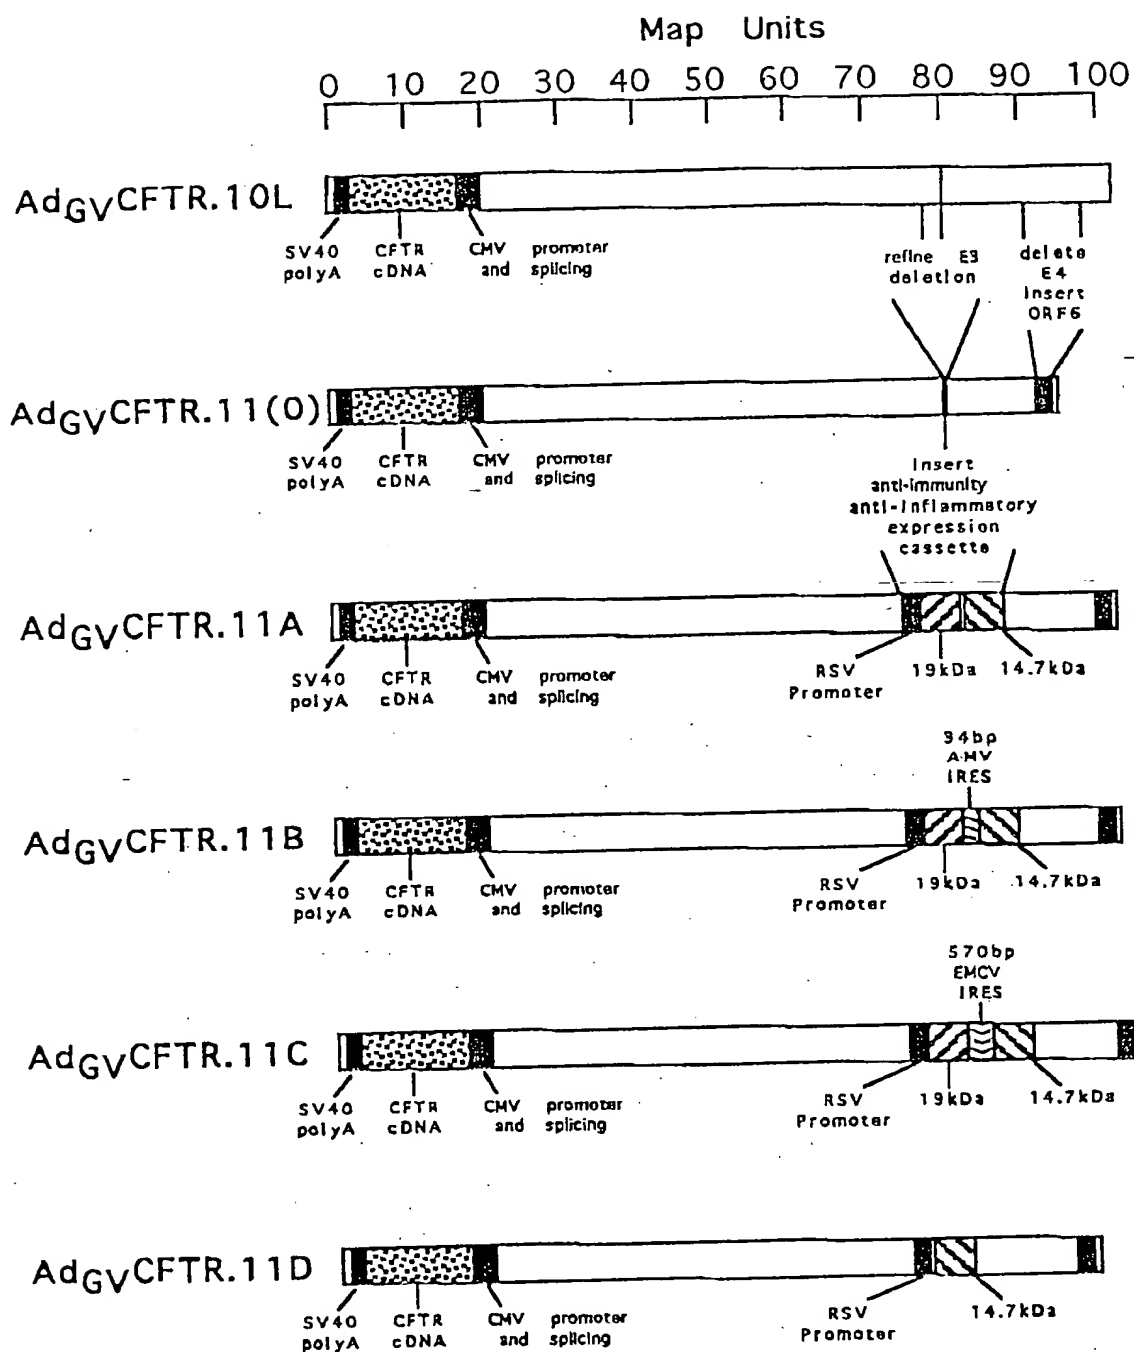 Map Units
0 10 20 30 40 50 60 70 80 90 100
AdGVCFTR.10L
SV40 polyA
CFTR cDNA
CMV promoter and splicing
refine E3 deletion
delete E4 insert ORF6
AdGVCFTR.11(0)
SV40 polyA
CFTR cDNA
CMV promoter and splicing
Insert
anti-immunity
anti-inflammatory
expression
cassette
AdGVCFTR.11A
SV40 polyA
CFTR cDNA
CMV promoter and splicing
RSV Promoter
19kDa
14.7kDa
94bp
AMV
IRES
AdGVCFTR.11B
SV40 polyA
CFTR cDNA
CMV promoter and splicing
RSV Promoter
19kDa
14.7kDa
570bp
EMCV
IRES
AdGVCFTR.11C
SV40 polyA
CFTR cDNA
CMV promoter and splicing
RSV Promoter
19kDa
14.7kDa
AdGVCFTR.11D
SV40 polyA
CFTR cDNA
CMV promoter and splicing
RSV Promoter
14.7kDa